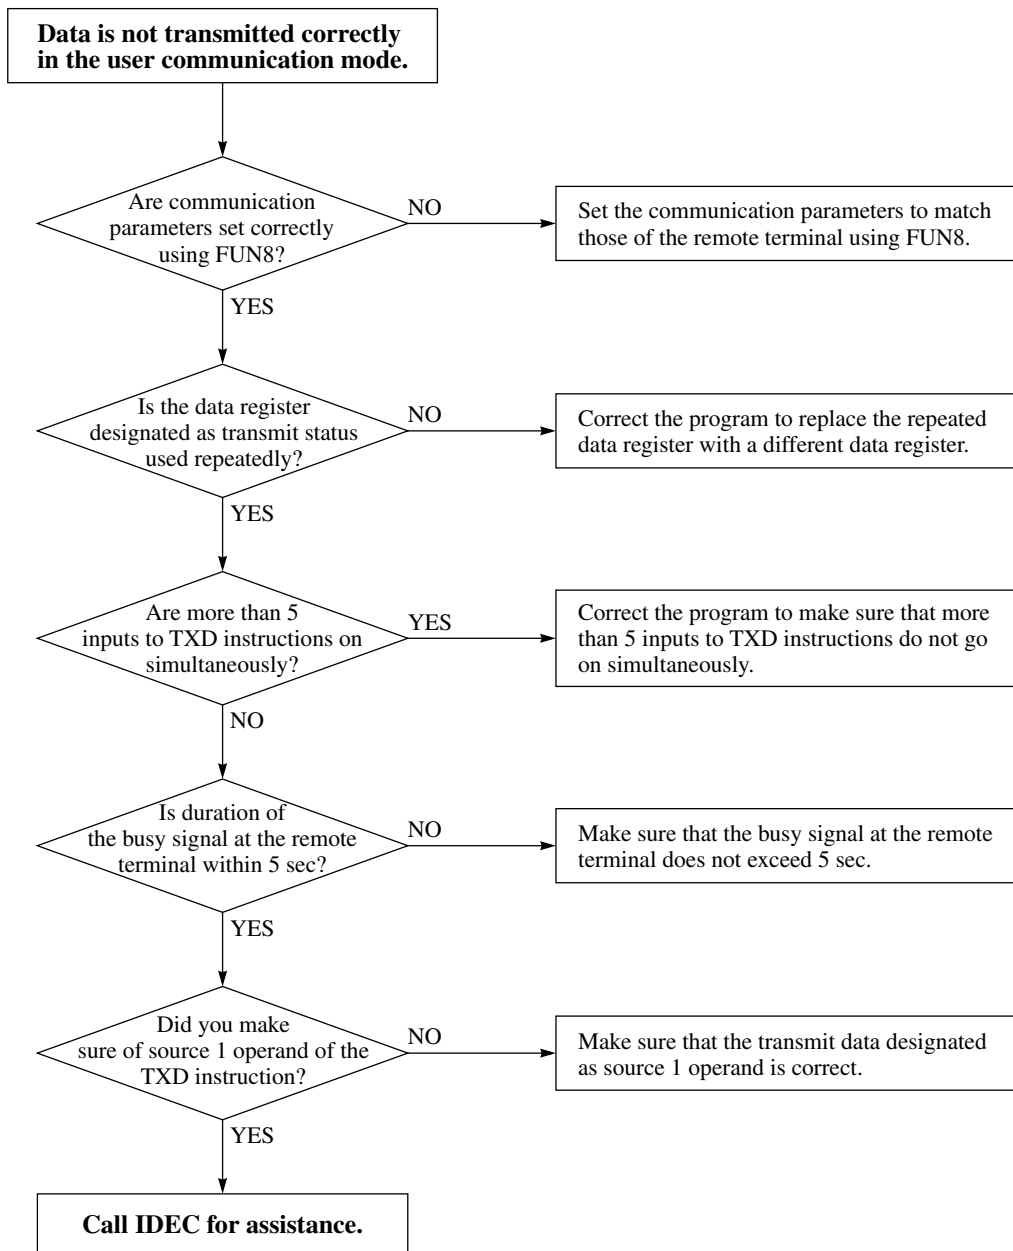 Data is not transmitted correctly
in the user communication mode.
Are communication
parameters set correctly
using FUN8?
NO
Set the communication parameters to match
those of the remote terminal using FUN8.
YES
Is the data register
designated as transmit status
used repeatedly?
NO
Correct the program to replace the repeated
data register with a different data register.
YES
Are more than 5
inputs to TXD instructions on
simultaneously?
YES
Correct the program to make sure that more
than 5 inputs to TXD instructions do not go
on simultaneously.
NO
Is duration of
the busy signal at the remote
terminal within 5 sec?
NO
Make sure that the busy signal at the remote
terminal does not exceed 5 sec.
YES
Did you make
sure of source 1 operand of the
TXD instruction?
NO
Make sure that the transmit data designated
as source 1 operand is correct.
YES
Call IDEC for assistance.